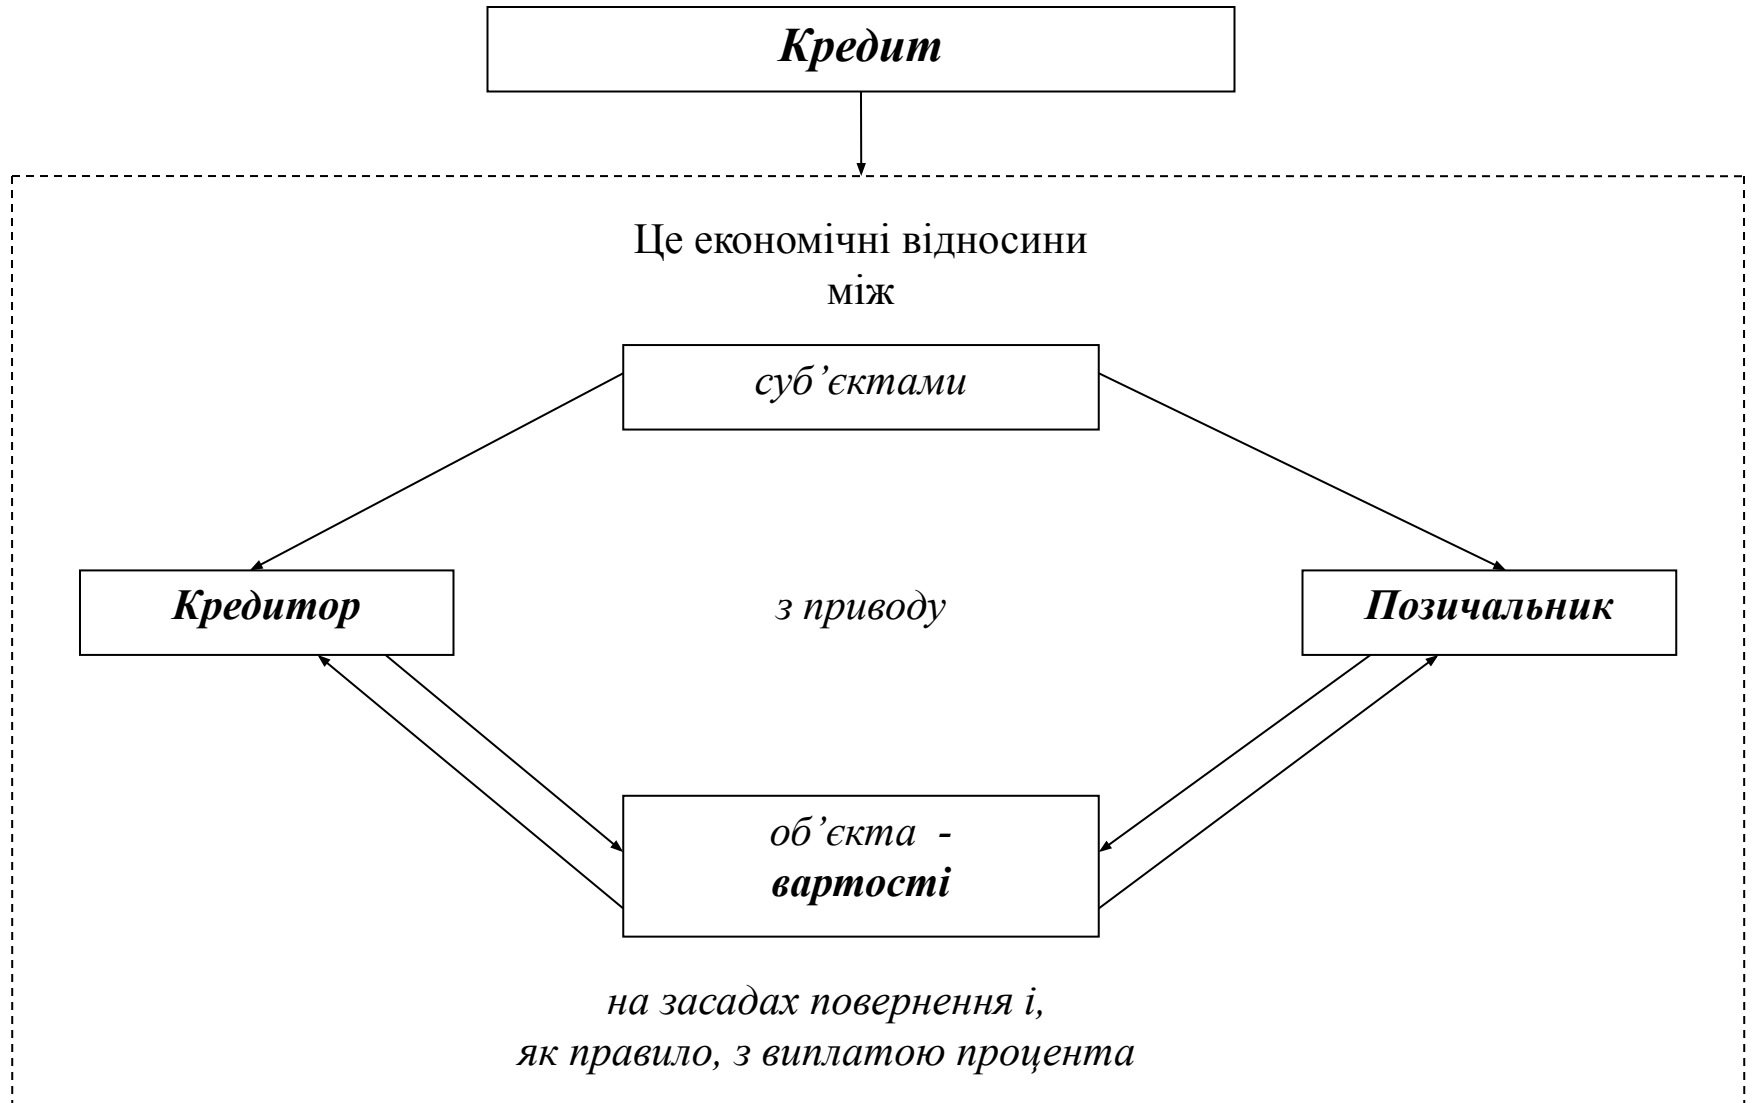 Кредит
Це економічні відносини
між
суб’єктами
Кредитор
з приводу
Позичальник
об’єкта -
вартості
на засадах повернення і,
як правило, з виплатою процента